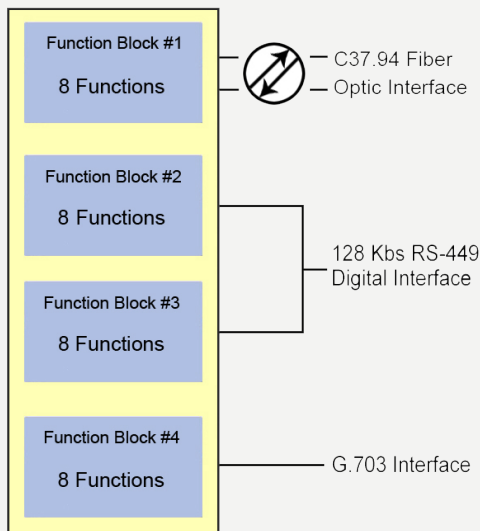 Function Block #1
8 Functions
C37.94 Fiber
Optic Interface
Function Block #2
8 Functions
128 Kbs RS-449
Digital Interface
Function Block #3
8 Functions
Function Block #4
8 Functions
G.703 Interface